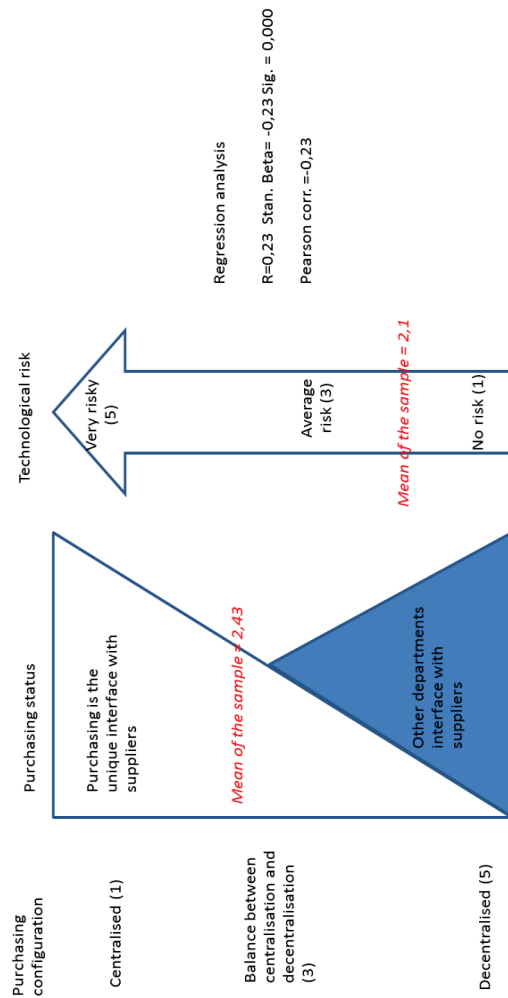 Purchasing
configuration
Purchasing status
Technological risk
Centralised (1)
Purchasing is the
unique interface with
suppliers
Very risky
(5)
Regression analysis
R=0,23 Stan. Beta= -0,23 Sig. = 0,000
Pearson corr. =-0,23
Balance between
centralisation and
decentralisation
(3)
Mean of the sample = 2,43
Average
risk (3)
Mean of the sample = 2,1
Decentralised (5)
Other departments
interface with
suppliers
No risk (1)